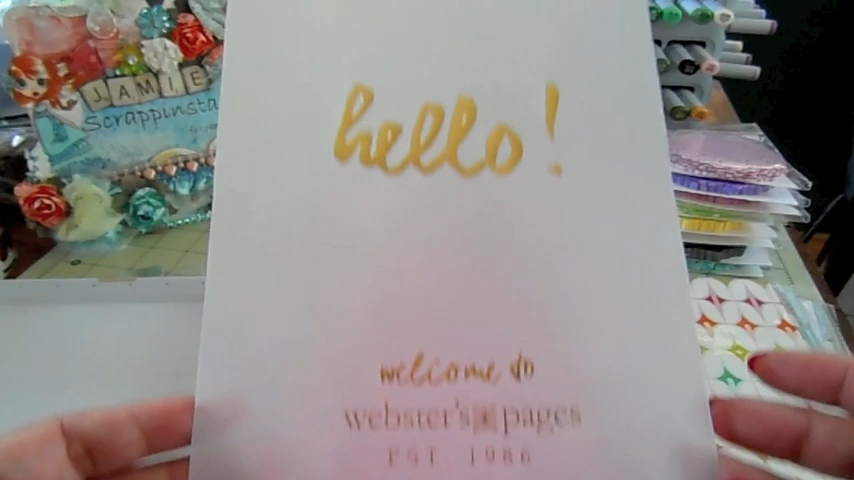 JAMIE
Scrappinsta
hello!
welcome to
webster's pages
EST 1986